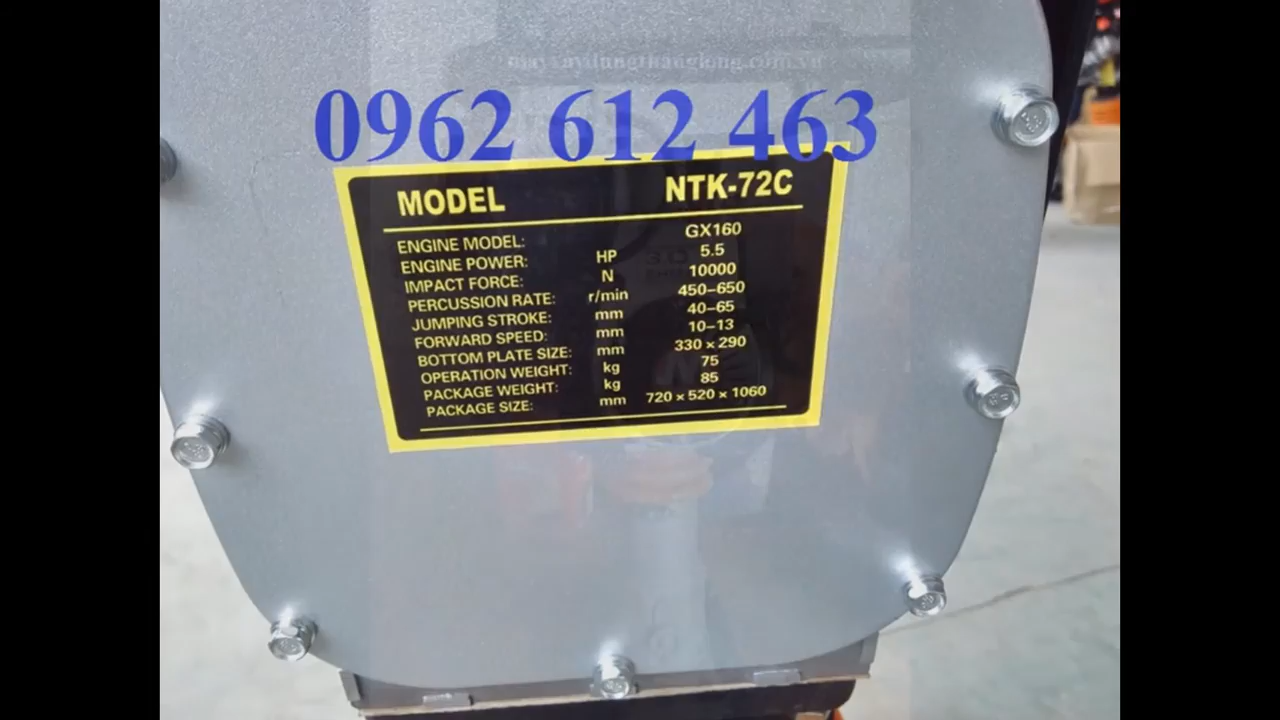 0962 612 463
MODEL NTK-72C
ENGINE MODEL: GX160
ENGINE POWER: HP 5.5
IMPACT FORCE: N 10000
PERCUSSION RATE: r/min 450–650
JUMPING STROKE: mm 40–65
FORWARD SPEED: mm 10–13
BOTTOM PLATE SIZE: mm 330 × 290
OPERATION WEIGHT: kg 75
PACKAGE WEIGHT: kg 85
PACKAGE SIZE: mm 720 × 520 × 1060